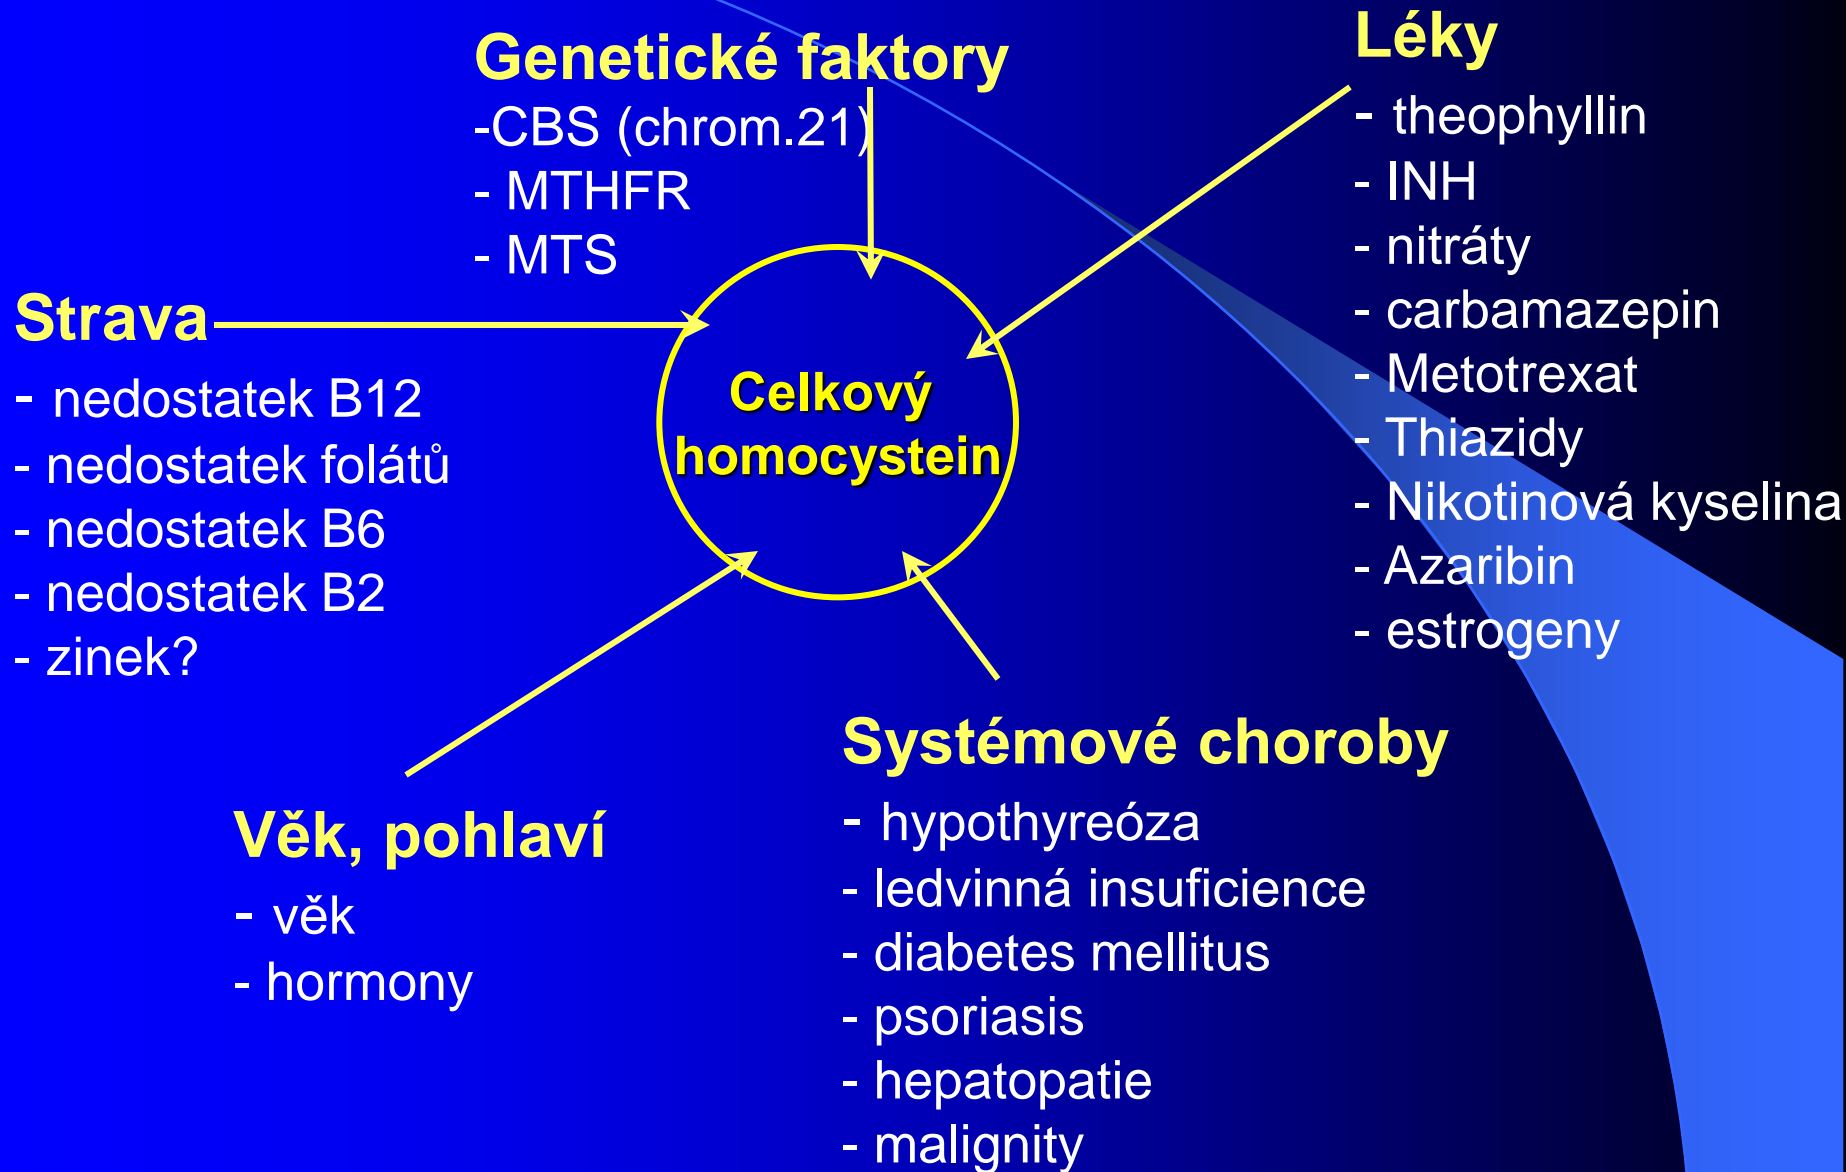 Genetické faktory
-CBS (chrom.21)
- MTHFR
- MTS
Léky
- theophyllin
- INH
- nitráty
- carbamazepin
- Metotrexat
- Thiazidy
- Nikotinová kyselina
- Azaribin
- estrogeny
Strava
- nedostatek B12
- nedostatek folátů
- nedostatek B6
- nedostatek B2
- zinek?
Celkový
homocystein
Věk, pohlaví
- věk
- hormony
Systémové choroby
- hypothyreóza
- ledvinná insuficience
- diabetes mellitus
- psoriasis
- hepatopatie
- malignity